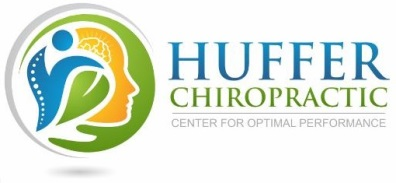 HUFFER
CHIROPRACTIC
CENTER FOR OPTIMAL PERFORMANCE